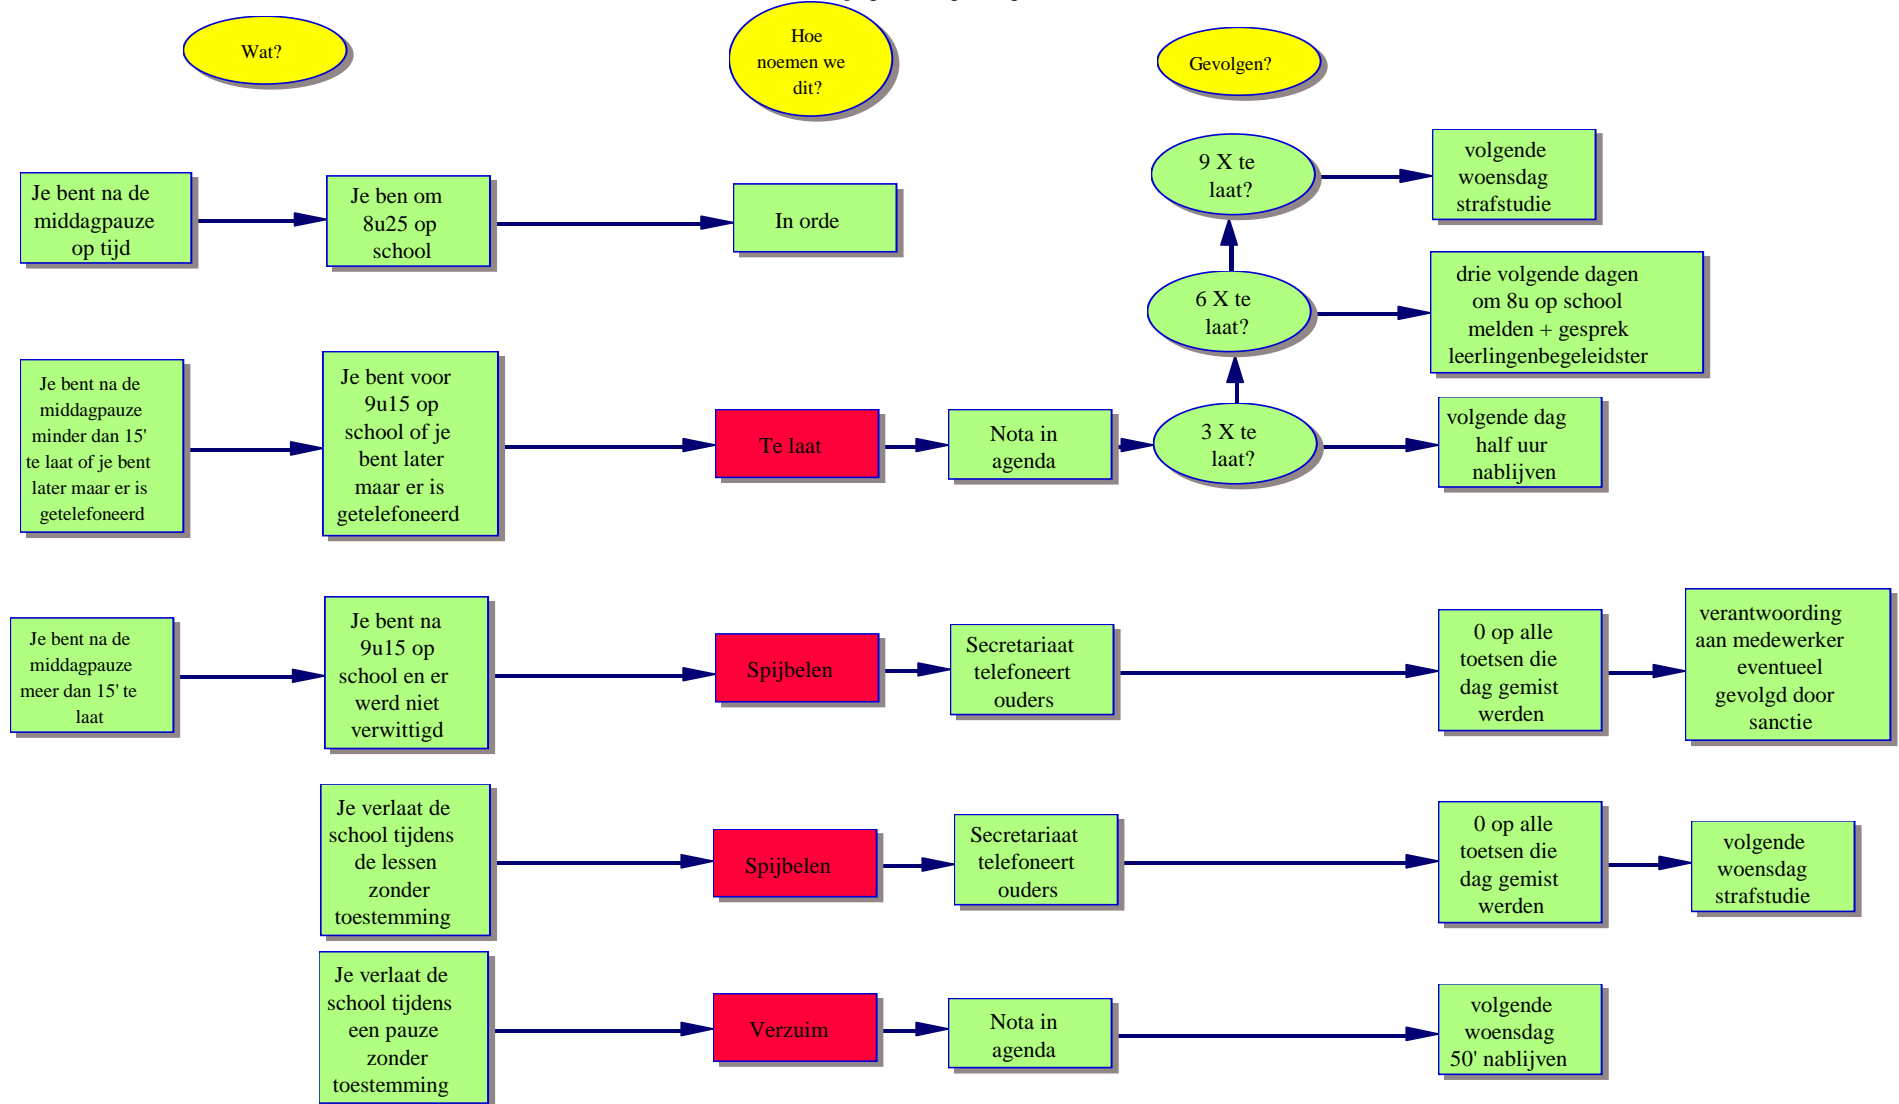 Wat?
Hoe
noemen we
dit?
Gevolgen?
Je bent na de
middagpauze
op tijd
Je ben om
8u25 op
school
In orde
9 X te
laat?
volgende
woensdag
strafstudie
6 X te
laat?
drie volgende dagen
om 8u op school
melden + gesprek
leerlingenbegeleidster
Je bent na de
middagpauze
minder dan 15'
te laat of je bent
later maar er is
getelefoneerd
Je bent voor
9u15 op
school of je
bent later
maar er is
getelefoneerd
Te laat
Nota in
agenda
3 X te
laat?
volgende dag
half uur
nablijven
Je bent na de
middagpauze
meer dan 15' te
laat
Je bent na
9u15 op
school en er
werd niet
verwittigd
Spijbelen
Secretariaat
telefoneert
ouders
0 op alle
toetsen die
dag gemist
werden
verantwoording
aan medewerker
eventueel
gevolgd door
sanctie
Je verlaat de
school tijdens
de lessen
zonder
toestemming
Spijbelen
Secretariaat
telefoneert
ouders
0 op alle
toetsen die
dag gemist
werden
volgende
woensdag
strafstudie
Je verlaat de
school tijdens
een pauze
zonder
toestemming
Verzuim
Nota in
agenda
volgende
woensdag
50' nablijven